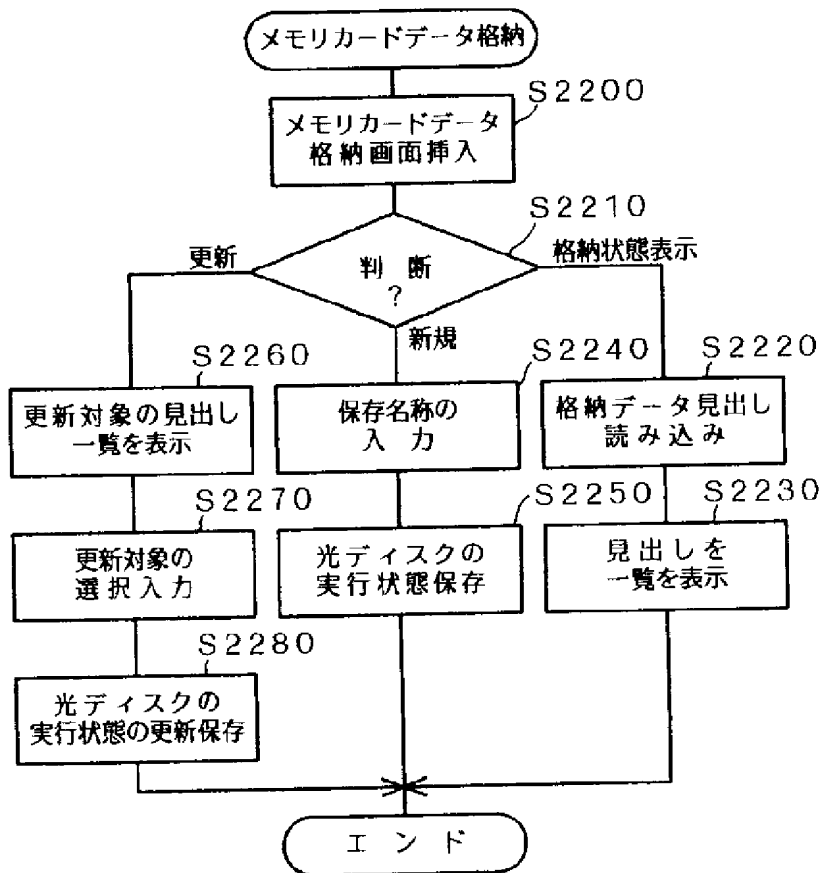 メモリカードデータ格納
S2200
メモリカードデータ
格納画面挿入
S2210
更新
判断
?
格納状態表示
新規
S2260
更新対象の見出し
一覧を表示
S2240
保存名称の
入力
S2220
格納データ見出し
読み込み
S2270
更新対象の
選択入力
S2250
光ディスクの
実行状態保存
S2230
見出しを
一覧を表示
S2280
光ディスクの
実行状態の更新保存
エンド